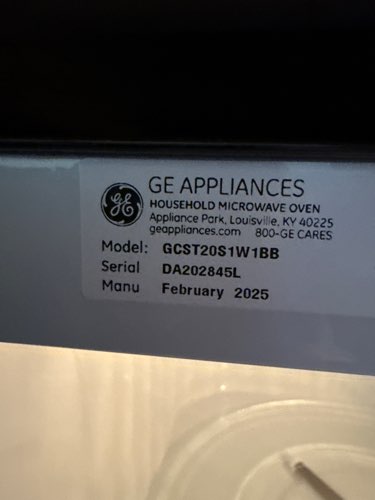 GE APPLIANCES
HOUSEHOLD MICROWAVE OVEN
Appliance Park, Louisville, KY 40225
geappliances.com 800-GE CARES
Model: GCST20S1W1BB
Serial DA202845L
Manu February 2025